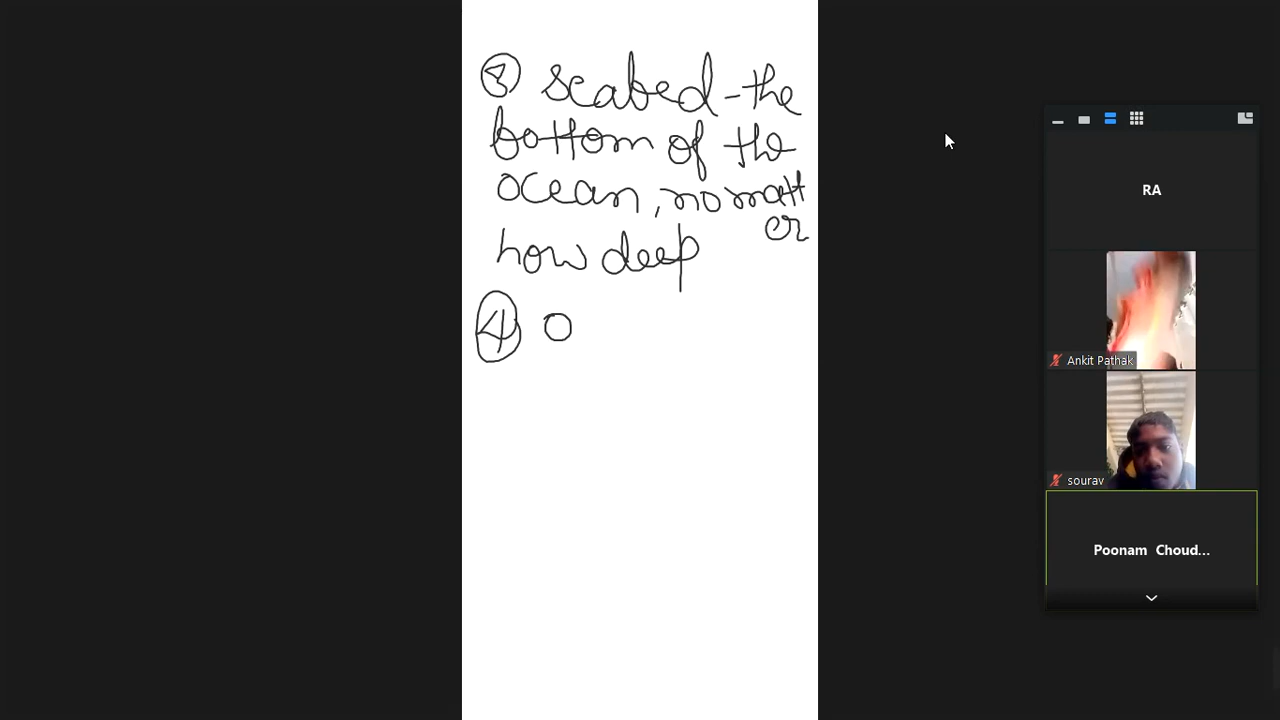 ③ seabed - the
bottom of the
ocean, no matt
er
how deep
④ O
RA
Ankit Pathak
sourav
Poonam Choud...